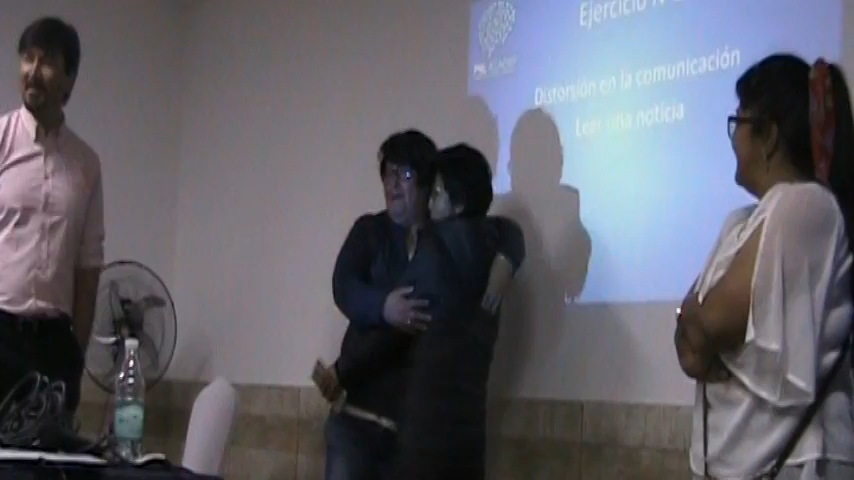 Ejercicio N
Distorsión en la comunicación
Leer una noticia